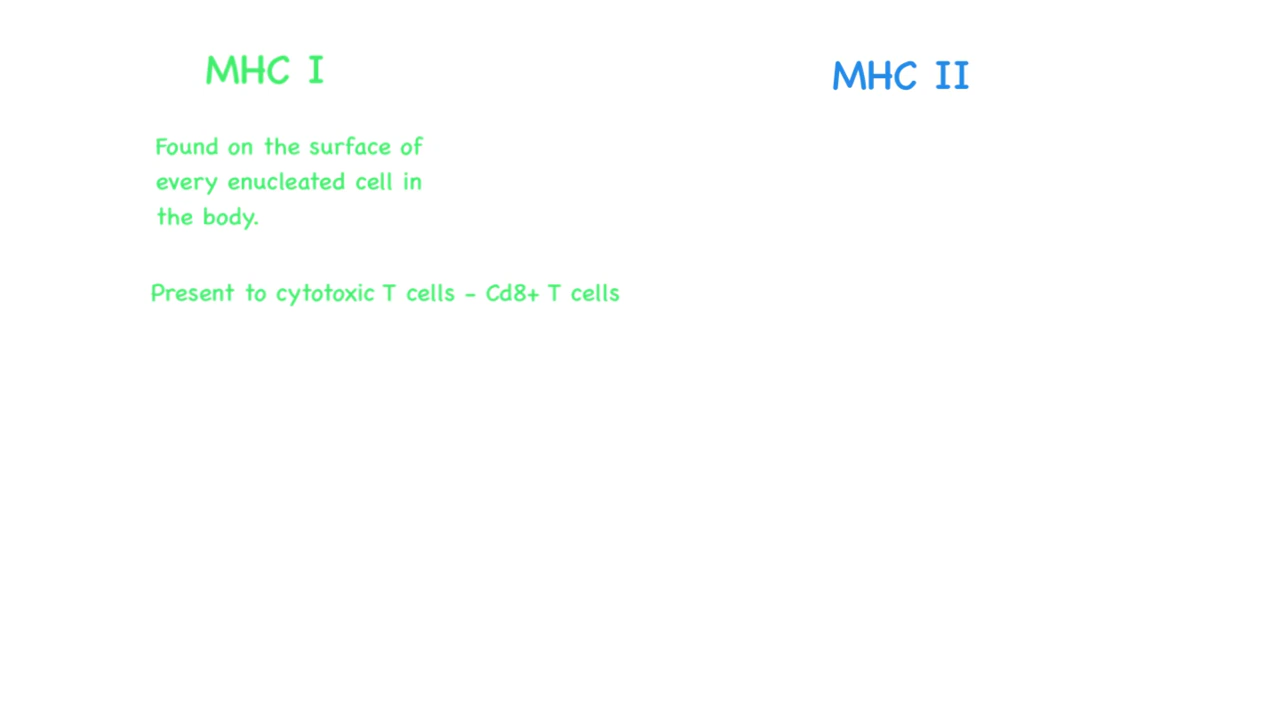 MHC I
MHC II
Found on the surface of
every enucleated cell in
the body.
Present to cytotoxic T cells - Cd8+ T cells